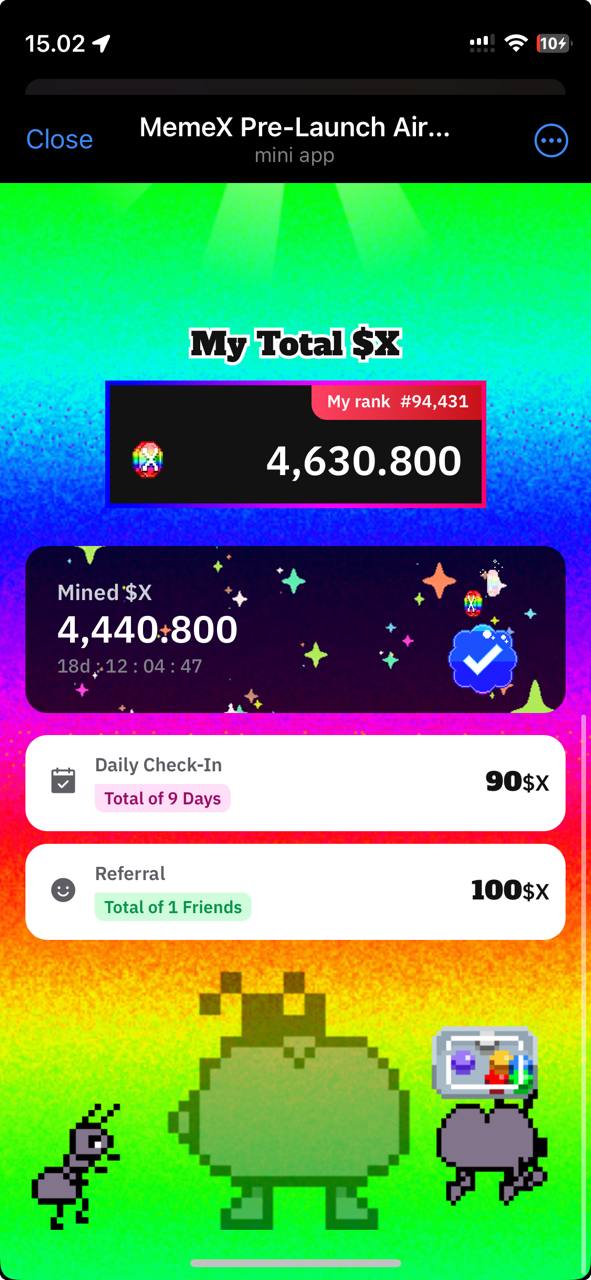 15.02
10
Close
MemeX Pre-Launch Air...
mini app
My Total $X
My rank #94,431
4,630.800
Mined $X
4,440.800
18d : 12 : 04 : 47
Daily Check-In
Total of 9 Days
90$X
Referral
Total of 1 Friends
100$X